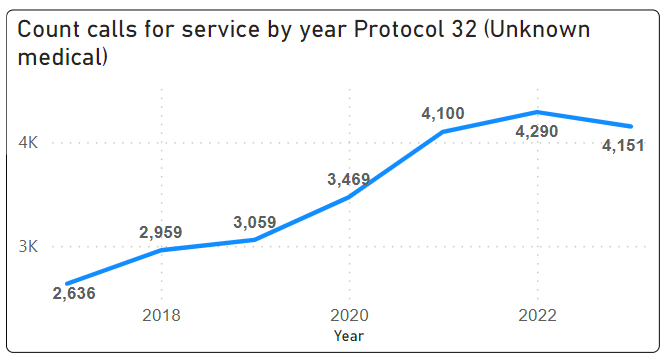 Count calls for service by year Protocol 32 (Unknown
medical)
4,100
4K
4,290
4,151
3,469
3,059
2,959
3K
2,636
2018
2020
2022
Year